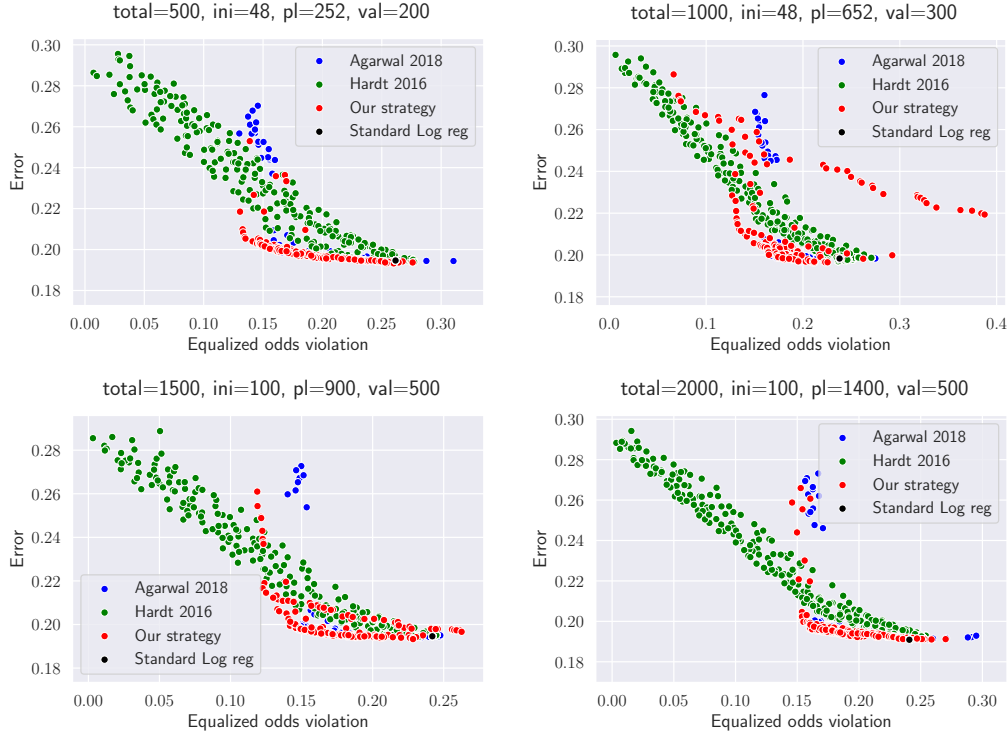 total=500, ini=48, pl=252, val=200
0.30
0.28
0.26
0.24
0.22
0.20
0.18
Error
Agarwal 2018
Hardt 2016
Our strategy
Standard Log reg
0.00 0.05 0.10 0.15 0.20 0.25 0.30
Equalized odds violation
total=1000, ini=48, pl=652, val=300
0.30
0.28
0.26
0.24
0.22
0.20
0.18
Error
Agarwal 2018
Hardt 2016
Our strategy
Standard Log reg
0.0 0.1 0.2 0.3 0.4
Equalized odds violation
total=1500, ini=100, pl=900, val=500
0.28
0.26
0.24
0.22
0.20
0.18
Error
Agarwal 2018
Hardt 2016
Our strategy
Standard Log reg
0.00 0.05 0.10 0.15 0.20 0.25
Equalized odds violation
total=2000, ini=100, pl=1400, val=500
0.30
0.28
0.26
0.24
0.22
0.20
0.18
Error
Agarwal 2018
Hardt 2016
Our strategy
Standard Log reg
0.00 0.05 0.10 0.15 0.20 0.25 0.30
Equalized odds violation